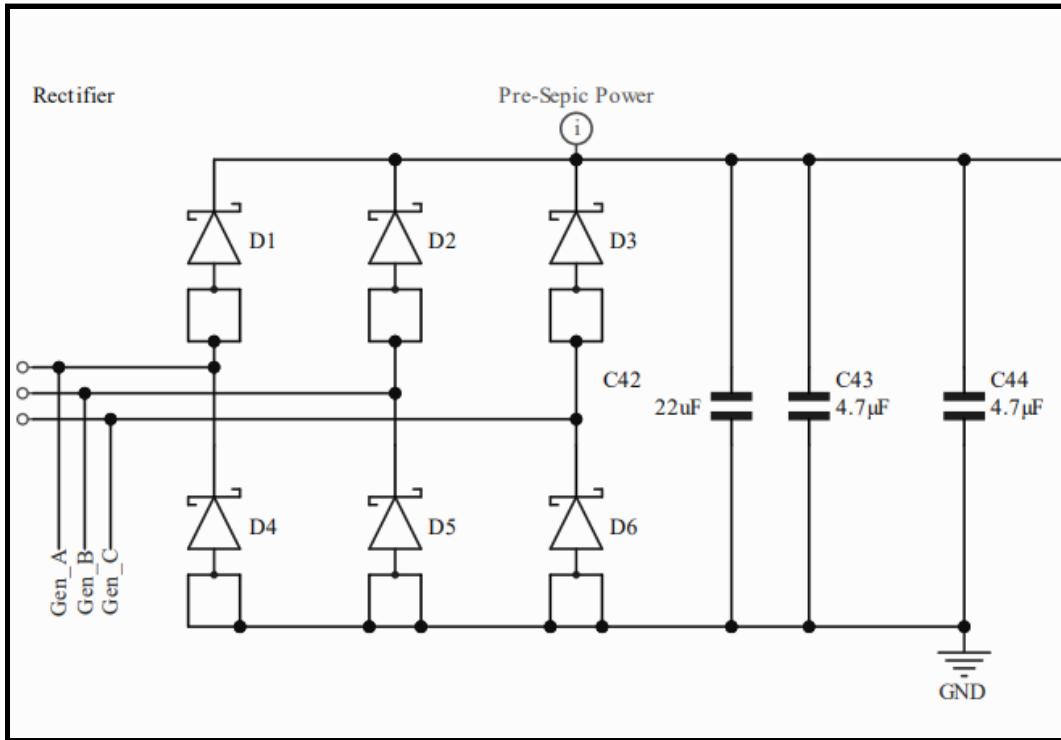 Rectifier
Pre-Sepic Power
i
D1
D2
D3
C42
22uF
C43
4.7µF
C44
4.7µF
D4
D5
D6
Gen_A
Gen_B
Gen_C
GND